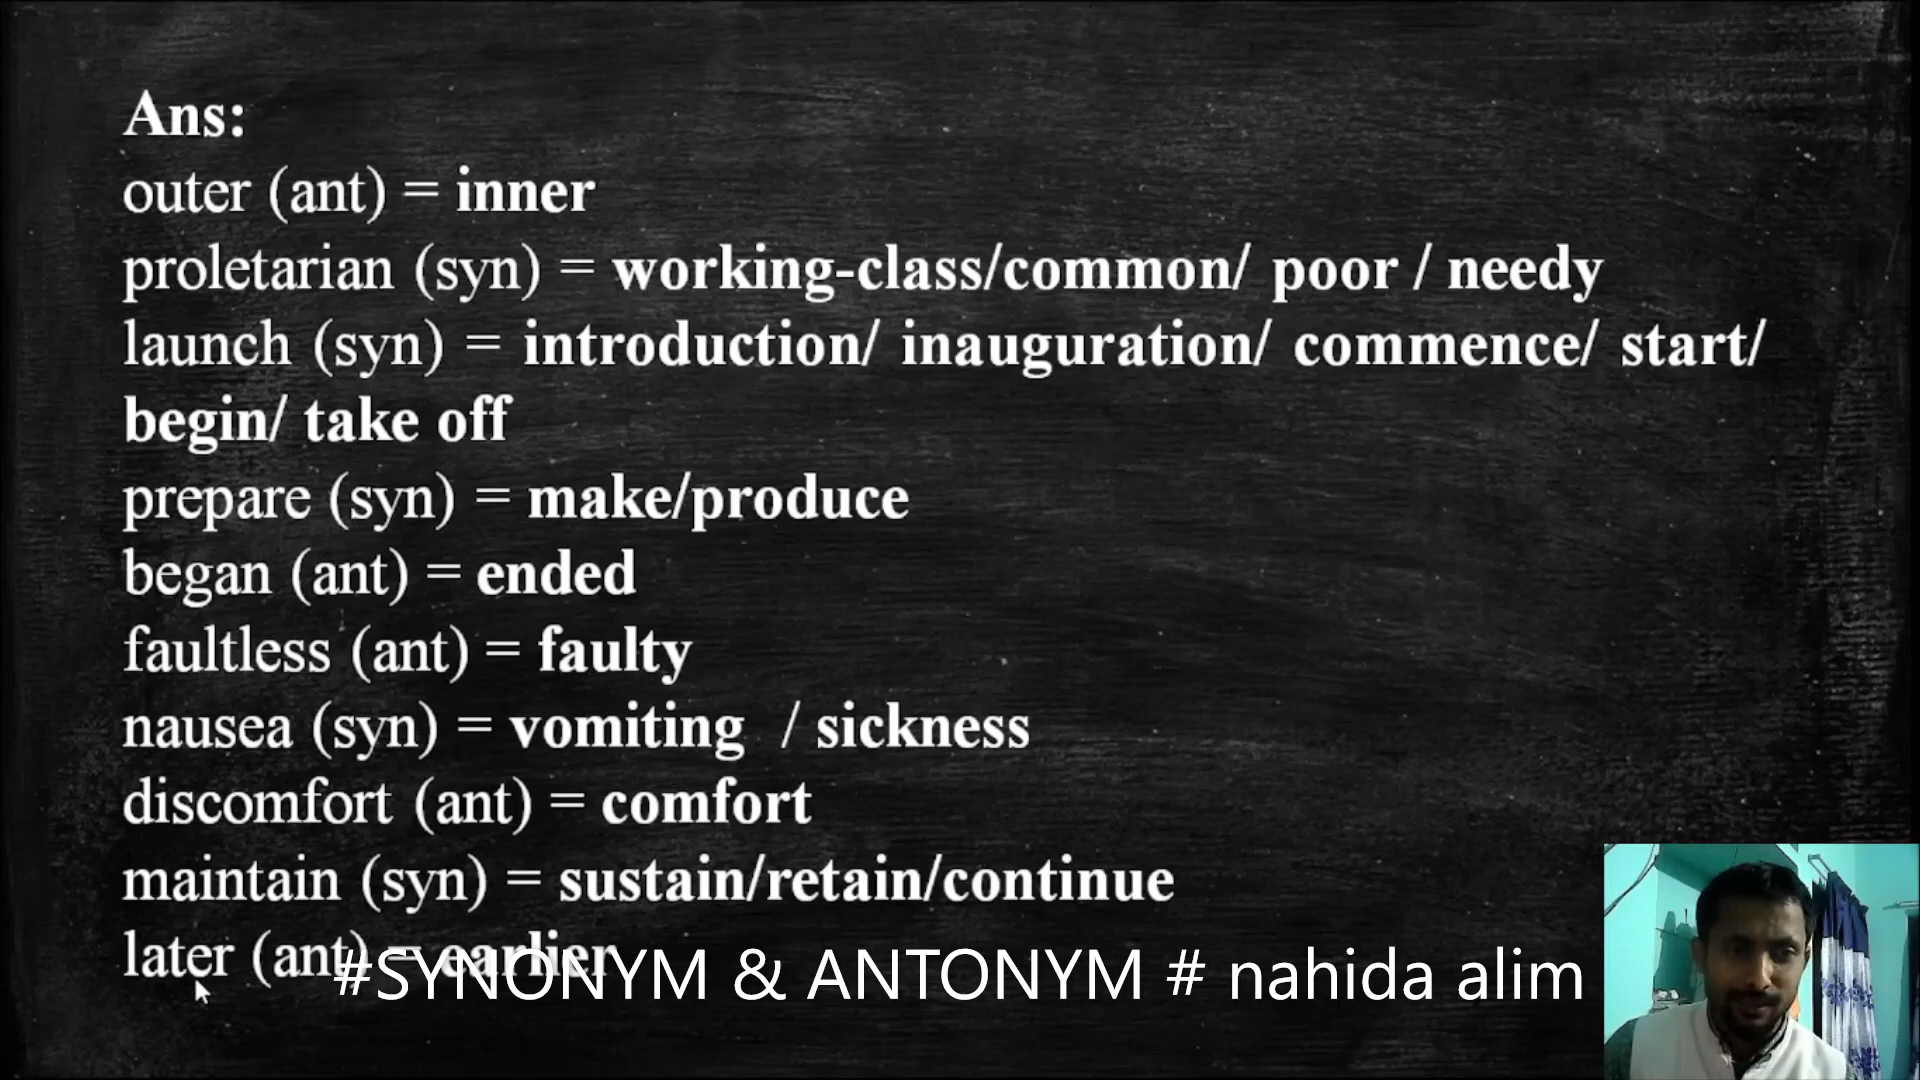 Ans:
outer (ant) = inner
proletarian (syn) = working-class/common/ poor / needy
launch (syn) = introduction/ inauguration/ commence/ start/
begin/ take off
prepare (syn) = make/produce
began (ant) = ended
faultless (ant) = faulty
nausea (syn) = vomiting / sickness
discomfort (ant) = comfort
maintain (syn) = sustain/retain/continue
later (ant) = earlier
#SYNONYM & ANTONYM # nahida alim